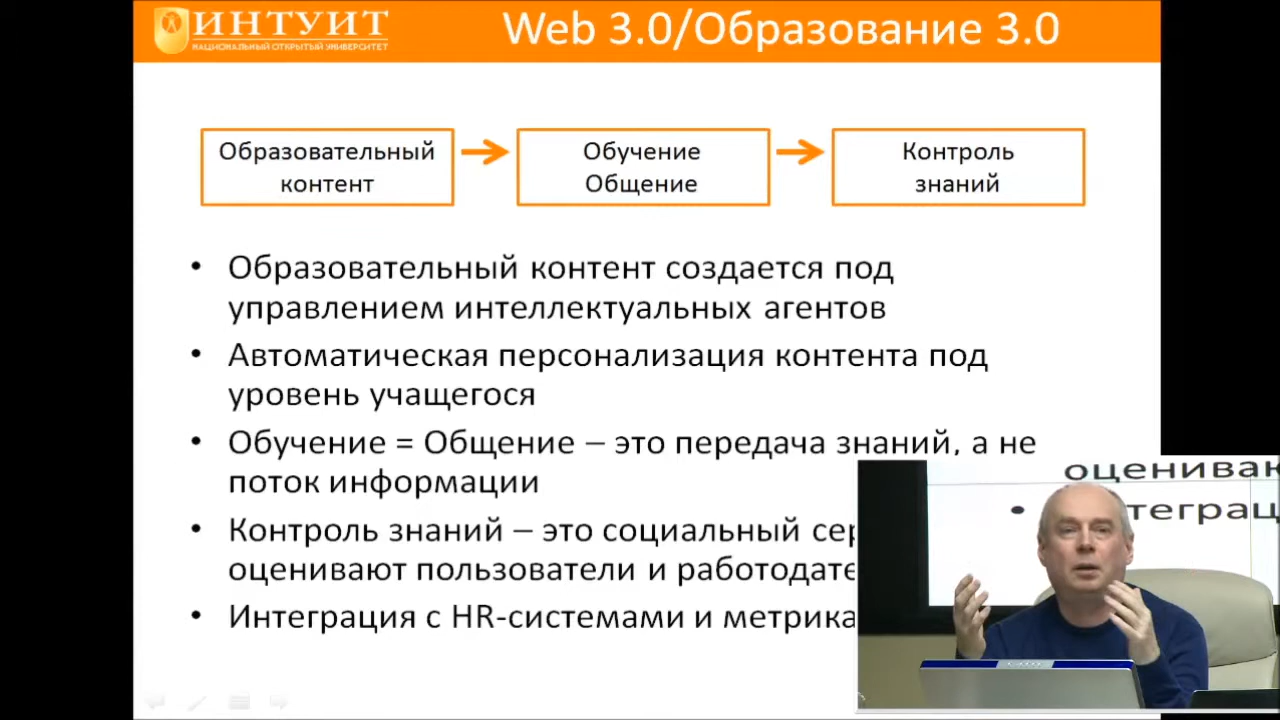 ИНТУИТ
НАЦИОНАЛЬНЫЙ ОТКРЫТЫЙ УНИВЕРСИТЕТ
Web 3.0/Образование 3.0
Образовательный
контент
Обучение
Общение
Контроль
знаний
• Образовательный контент создается под
управлением интеллектуальных агентов
• Автоматическая персонализация контента под
уровень учащегося
• Обучение = Общение – это передача знаний, а не
поток информации
• Контроль знаний – это социальный сер
оценивают пользователи и работодате
• Интеграция с HR-системами и метрика
оцениваю
• теграц